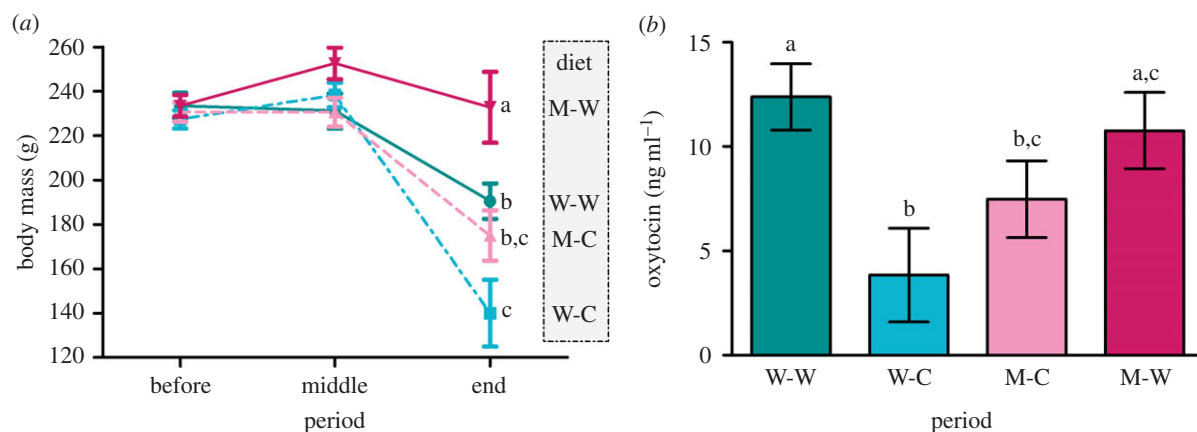 (a)
260
240
220
200
180
160
140
120
body mass (g)
before middle end
period
a
b
b,c
c
diet
M-W
W-W
M-C
W-C
(b)
15
10
5
0
oxytocin (ng ml−1)
a
b
b,c
a,c
W-W W-C M-C M-W
period